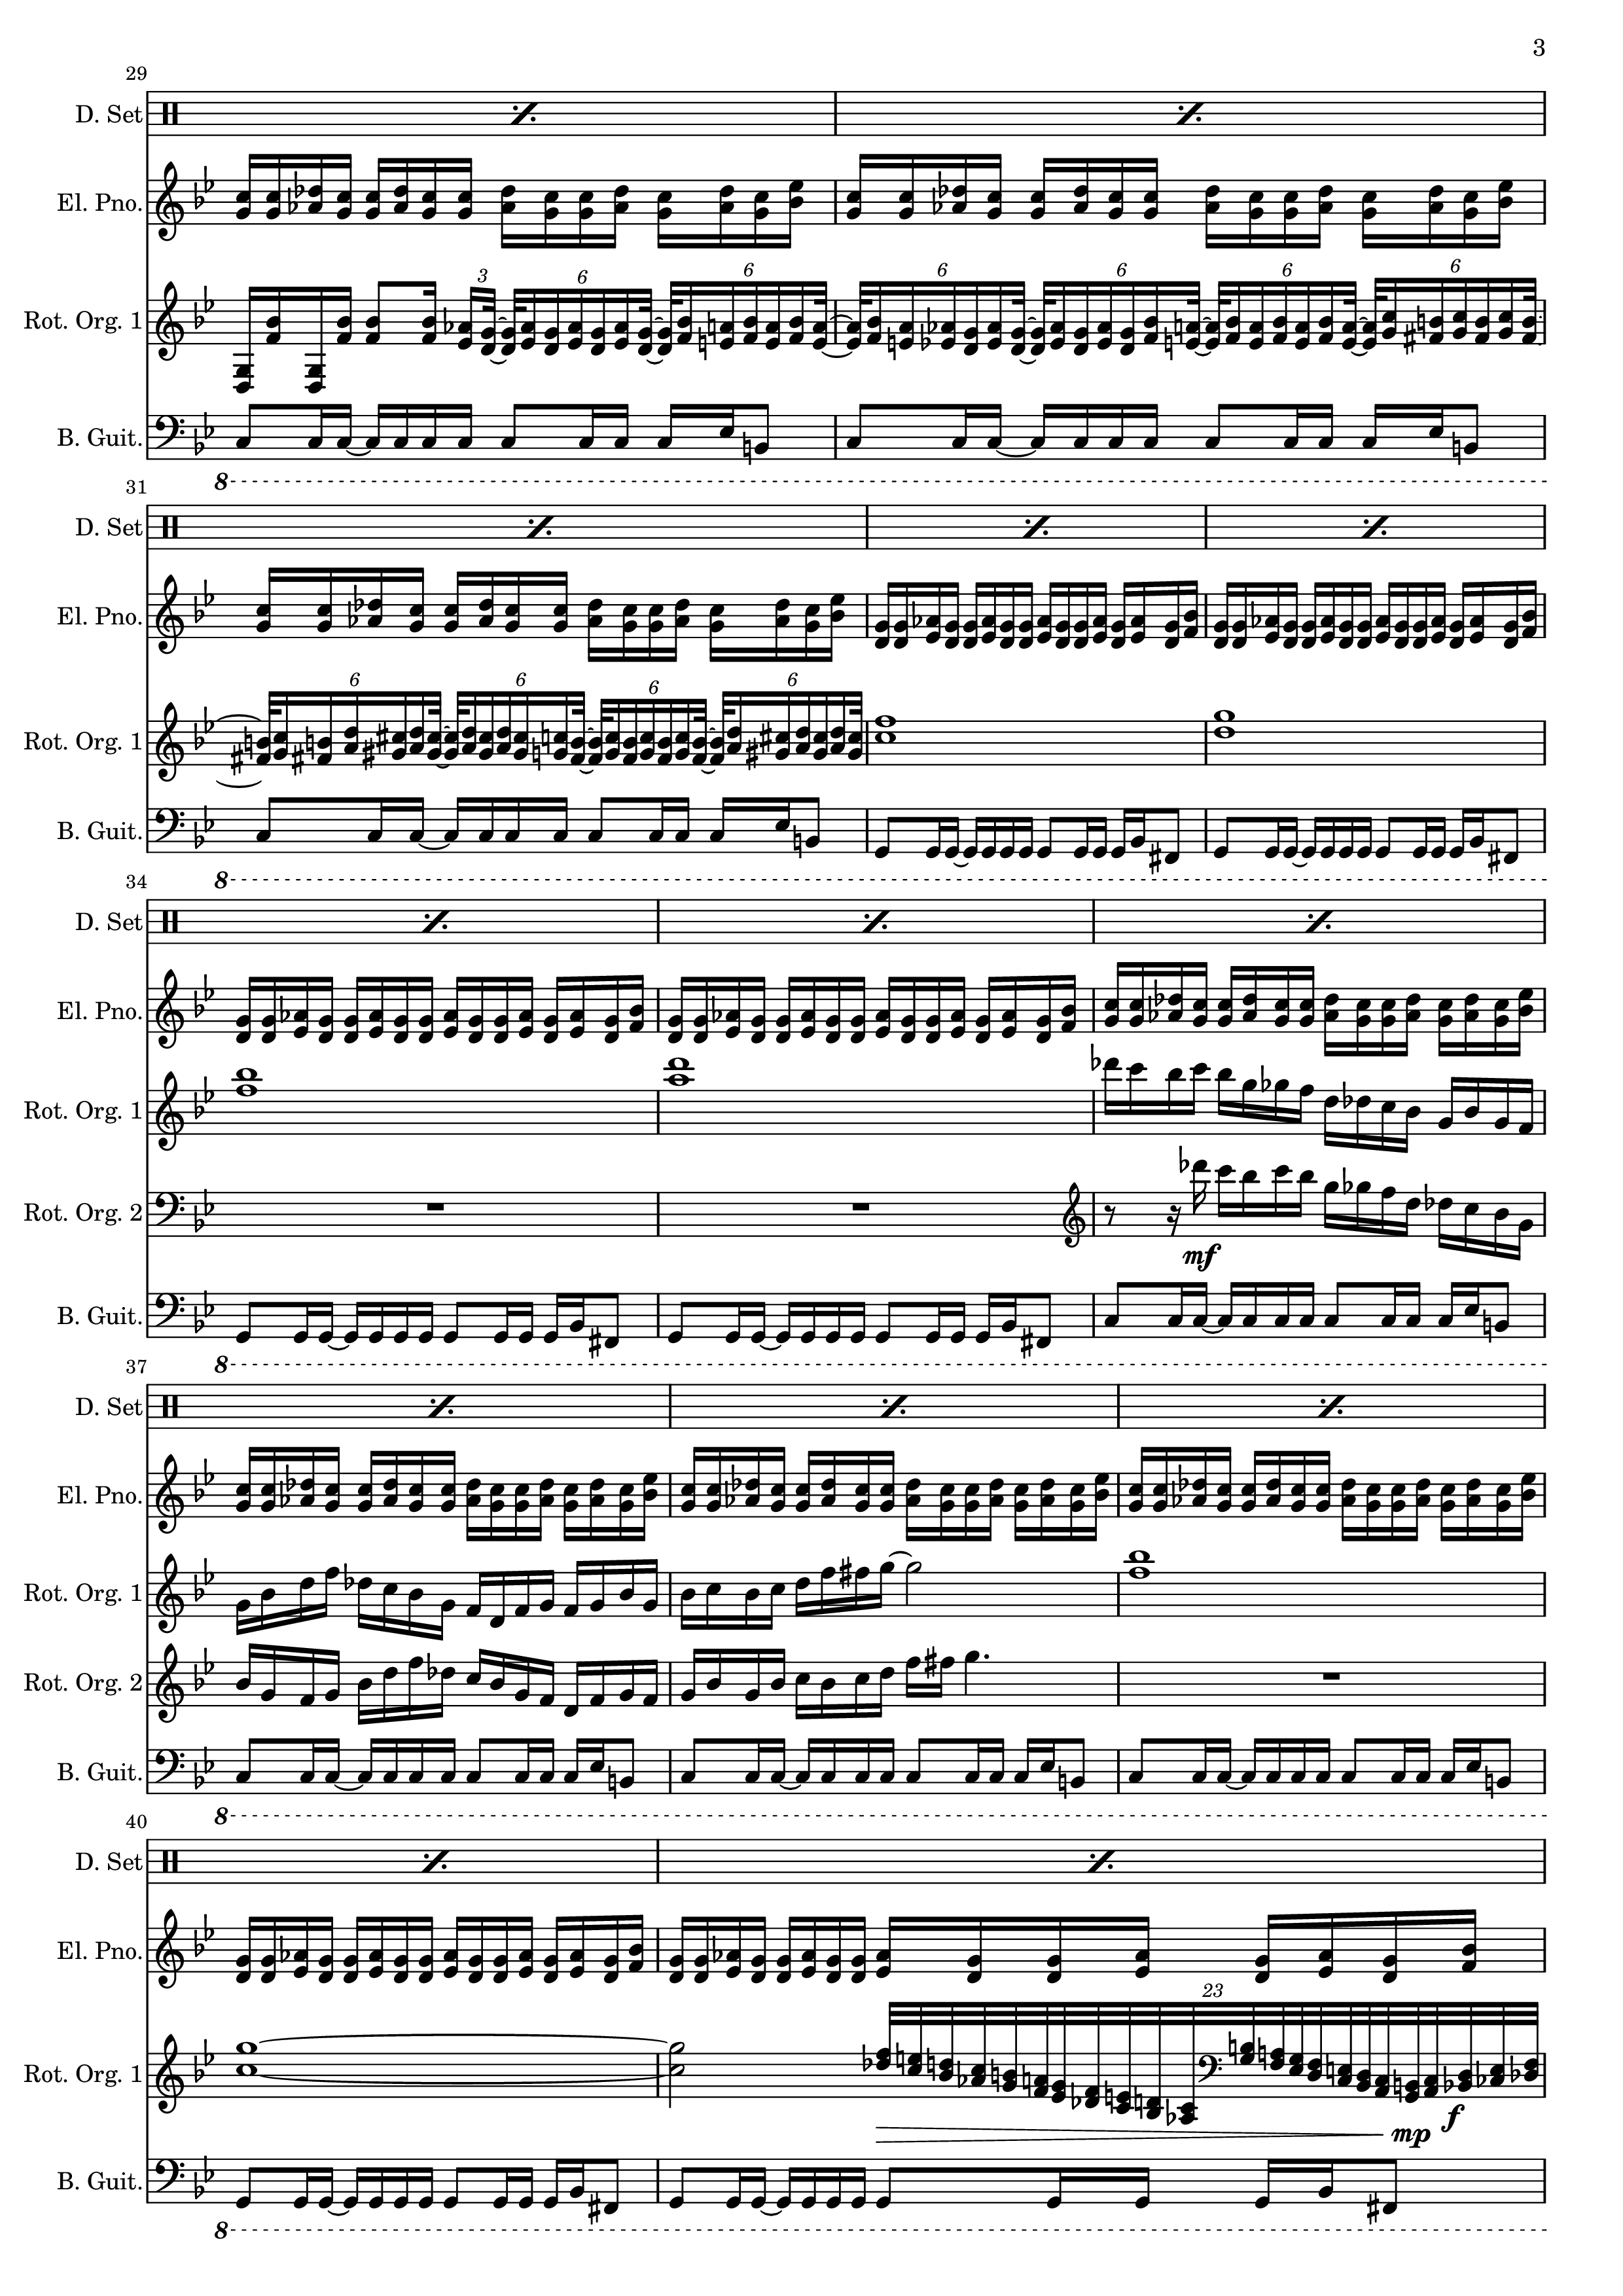 3
29
D. Set
El. Pno.
3 6 6 6 6 6 6
Rot. Org. 1
B. Guit.
8
31
D. Set
El. Pno.
6 6 6 6
Rot. Org. 1
B. Guit.
8
34
D. Set
El. Pno.
Rot. Org. 1
Rot. Org. 2
mf
B. Guit.
8
37
D. Set
El. Pno.
Rot. Org. 1
Rot. Org. 2
B. Guit.
8
40
D. Set
El. Pno.
23
Rot. Org. 1
mp f
B. Guit.
8